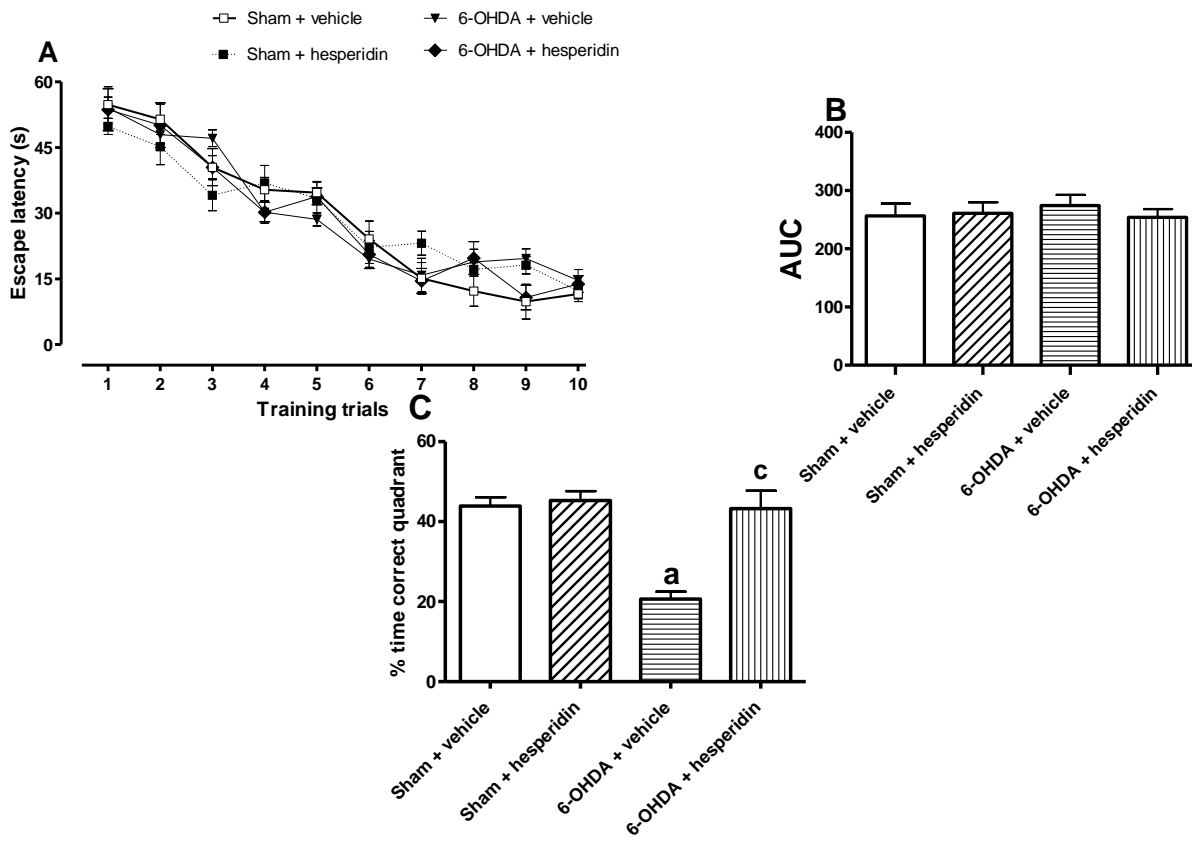 Sham + vehicle
6-OHDA + vehicle
Sham + hesperidin
6-OHDA + hesperidin
A
60
45
30
15
0
Escape latency (s)
1 2 3 4 5 6 7 8 9 10
Training trials
B
400
300
200
100
0
AUC
Sham + vehicle
Sham + hesperidin
6-OHDA + vehicle
6-OHDA + hesperidin
C
60
40
20
0
% time correct quadrant
a
c
Sham + vehicle
Sham + hesperidin
6-OHDA + vehicle
6-OHDA + hesperidin